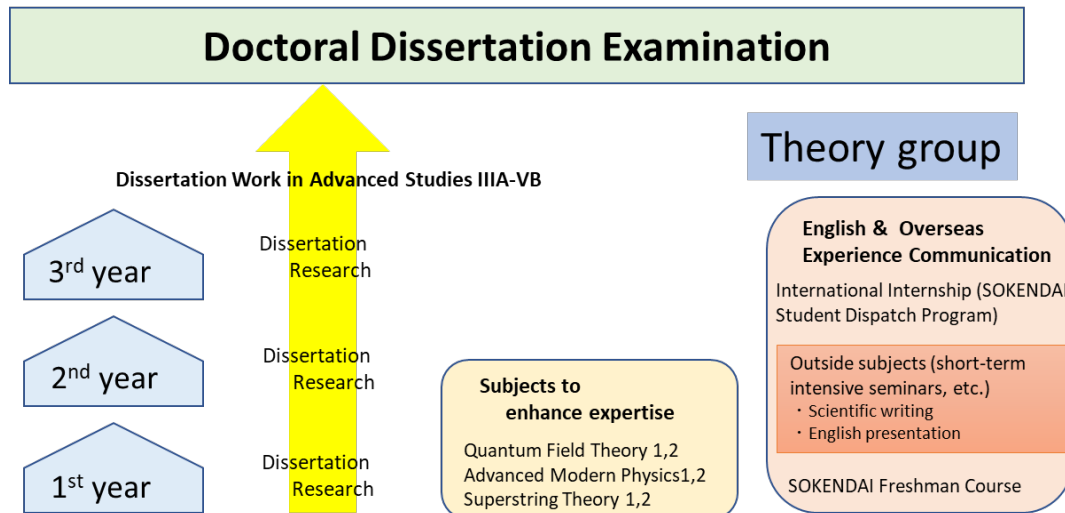 Doctoral Dissertation Examination
Theory group
Dissertation Work in Advanced Studies IIIA-VB
3rd year
Dissertation
Research
2nd year
Dissertation
Research
1st year
Dissertation
Research
Subjects to
enhance expertise
Quantum Field Theory 1,2
Advanced Modern Physics1,2
Superstring Theory 1,2
English & Overseas
Experience Communication
International Internship (SOKENDAI
Student Dispatch Program)
Outside subjects (short-term
intensive seminars, etc.)
・Scientific writing
・English presentation
SOKENDAI Freshman Course